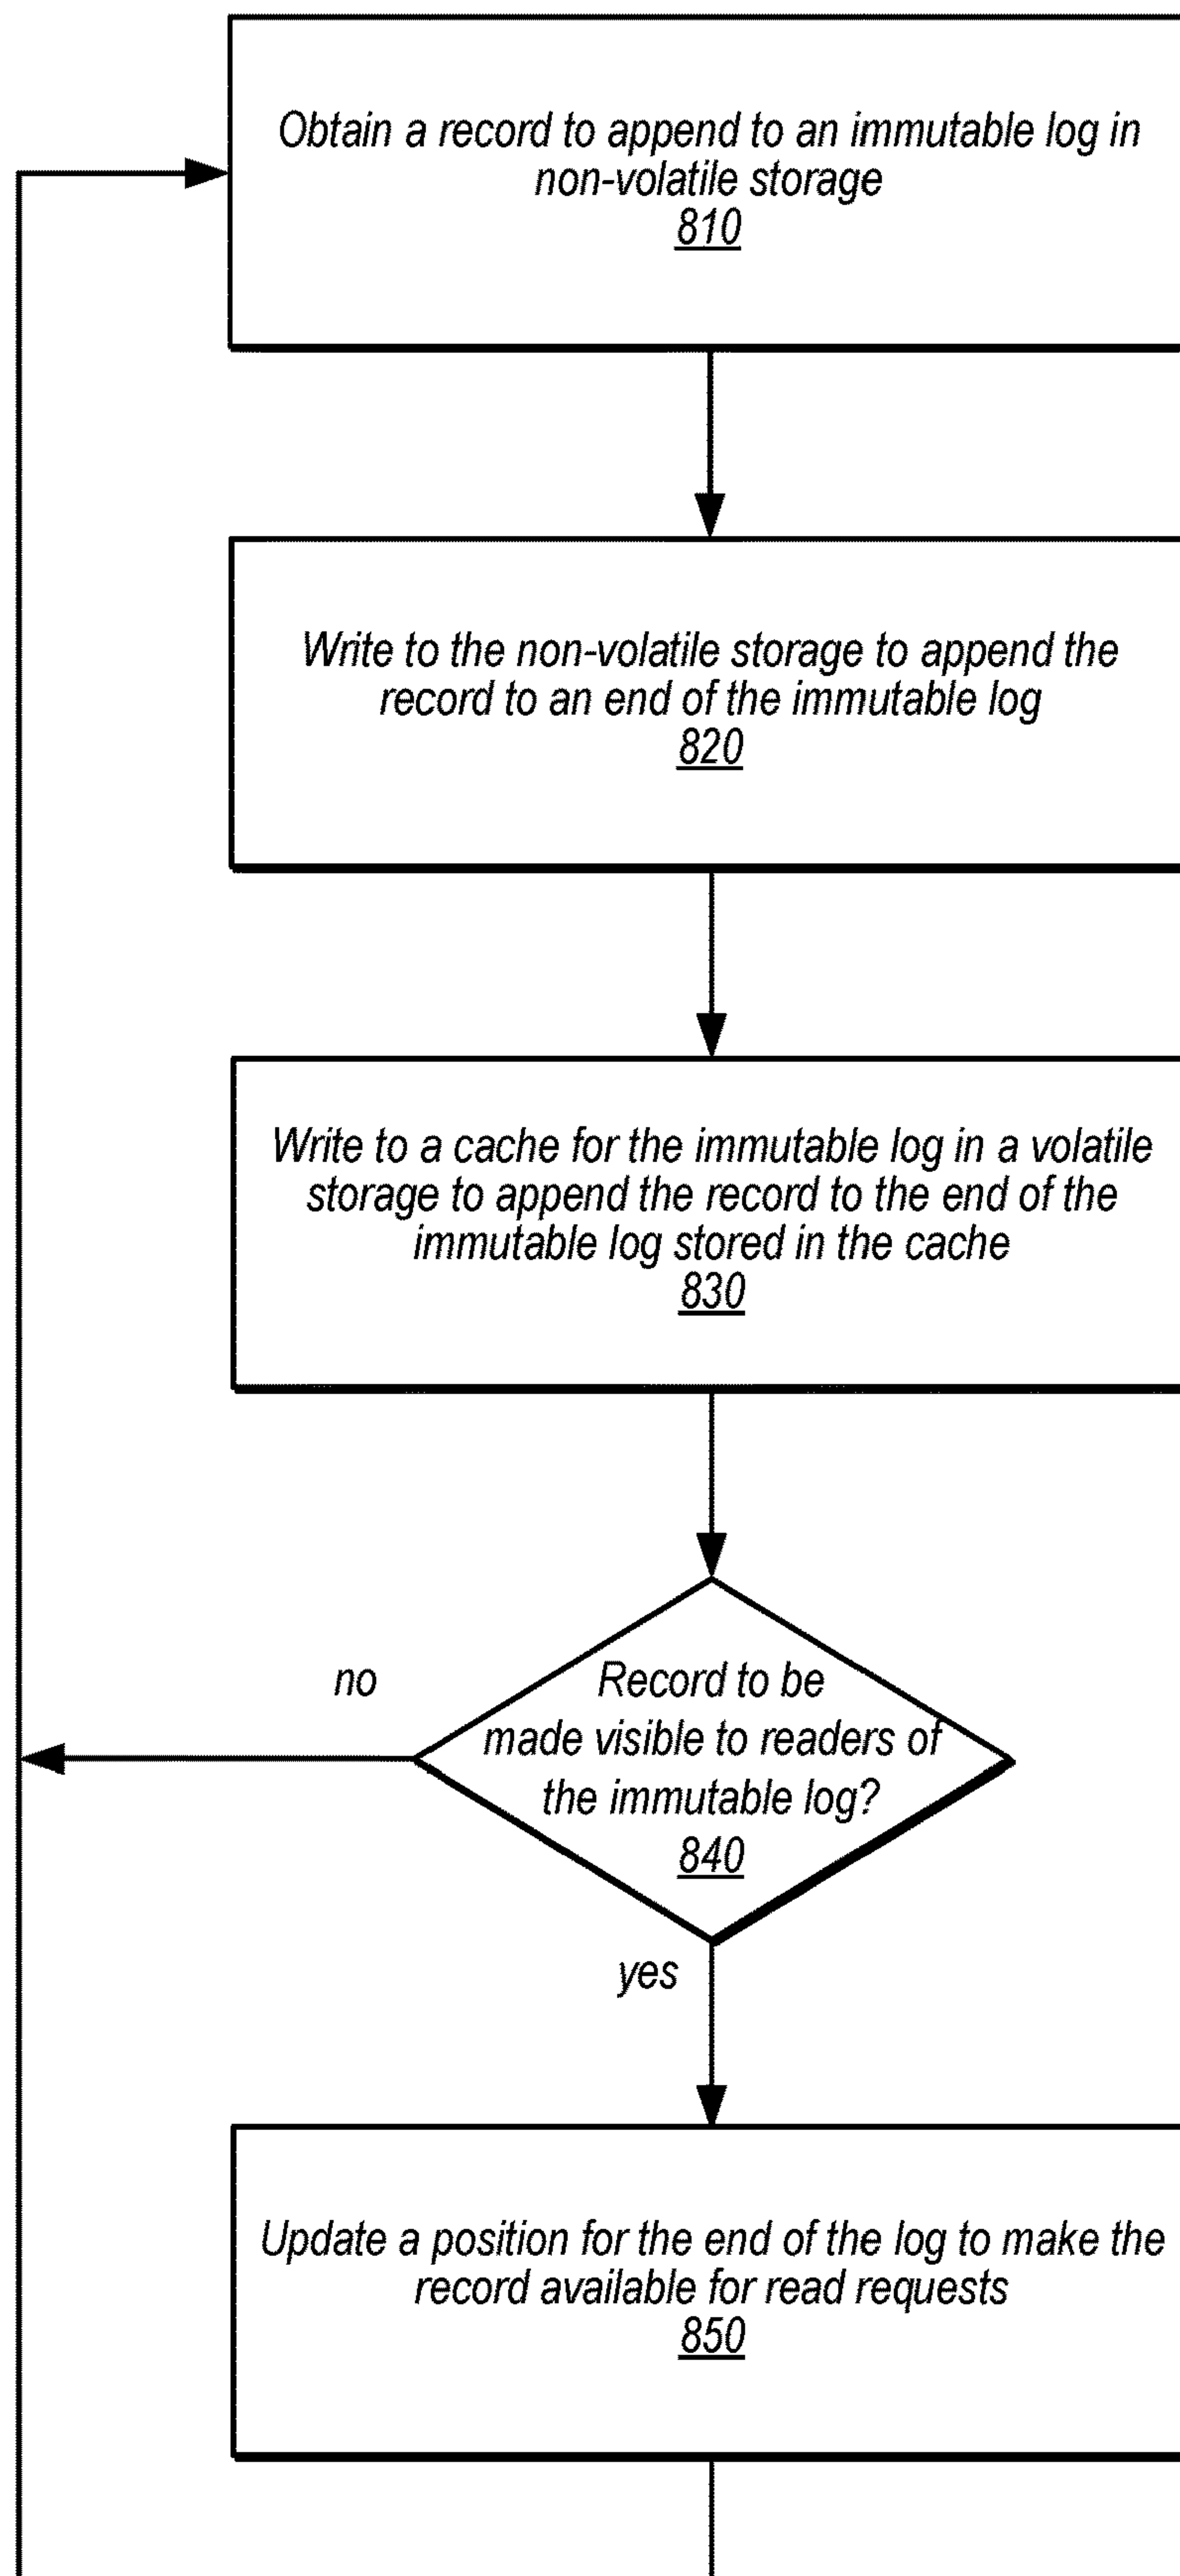 Obtain a record to append to an immutable log in
non-volatile storage
810
Write to the non-volatile storage to append the
record to an end of the immutable log
820
Write to a cache for the immutable log in a volatile
storage to append the record to the end of the
immutable log stored in the cache
830
no
Record to be
made visible to readers of
the immutable log?
840
yes
Update a position for the end of the log to make the
record available for read requests
850